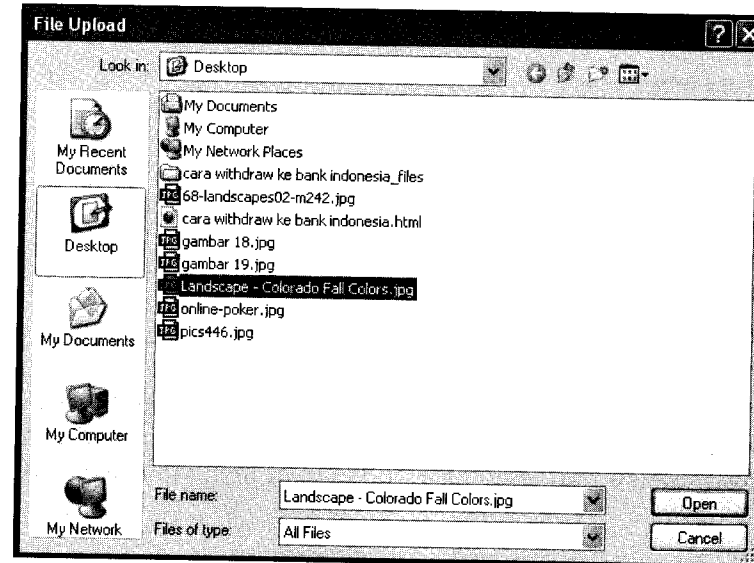 File Upload
Look in: Desktop
My Recent
Documents
Desktop
My Documents
My Computer
My Network
My Documents
My Computer
My Network Places
cara withdraw ke bank indonesia_files
68-landscapes02-m242.jpg
cara withdraw ke bank indonesia.html
gambar 18.jpg
gambar 19.jpg
Landscape - Colorado Fall Colors.jpg
online-poker.jpg
pics446.jpg
File name: Landscape - Colorado Fall Colors.jpg Open
Files of type: All Files Cancel